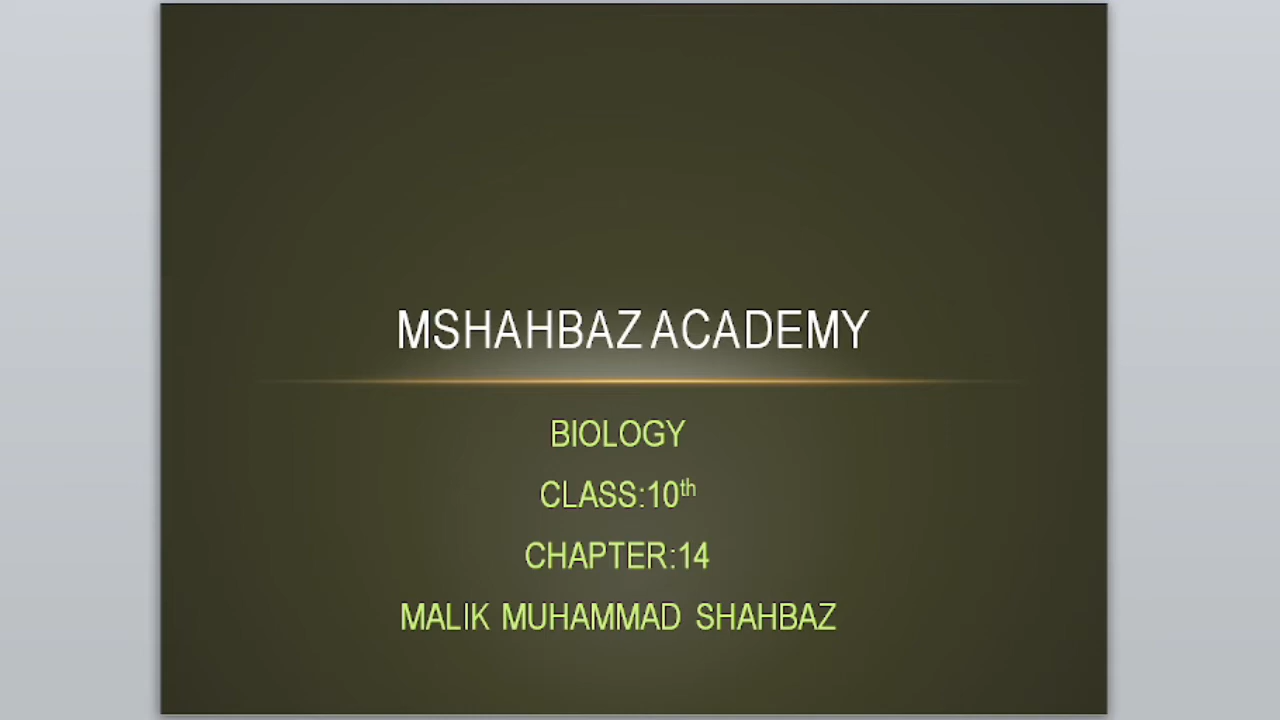 MSHAHBAZ ACADEMY
BIOLOGY
CLASS:10th
CHAPTER:14
MALIK MUHAMMAD SHAHBAZ